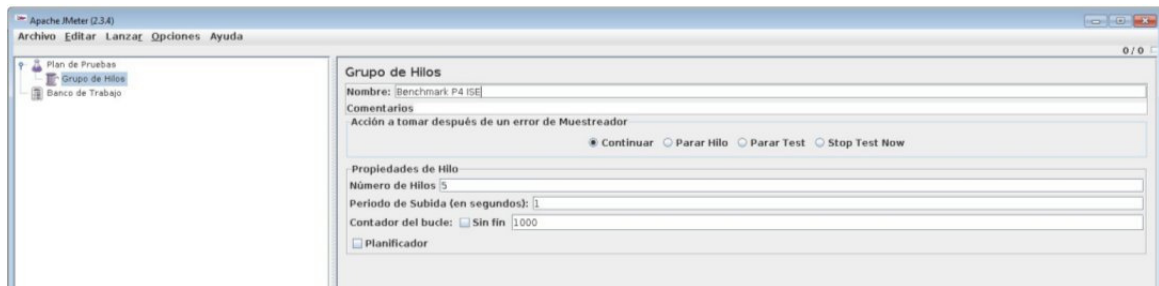 Apache JMeter (2.3.4)
Archivo Editar Lanzar Opciones Ayuda
0 / 0
Plan de Pruebas
Grupo de Hilos
Banco de Trabajo
Grupo de Hilos
Nombre: Benchmark P4 ISE
Comentarios
Acción a tomar después de un error de Muestreador
Continuar Parar Hilo Parar Test Stop Test Now
Propiedades de Hilo
Número de Hilos 5
Periodo de Subida (en segundos): 1
Contador del bucle: Sin fín 1000
Planificador